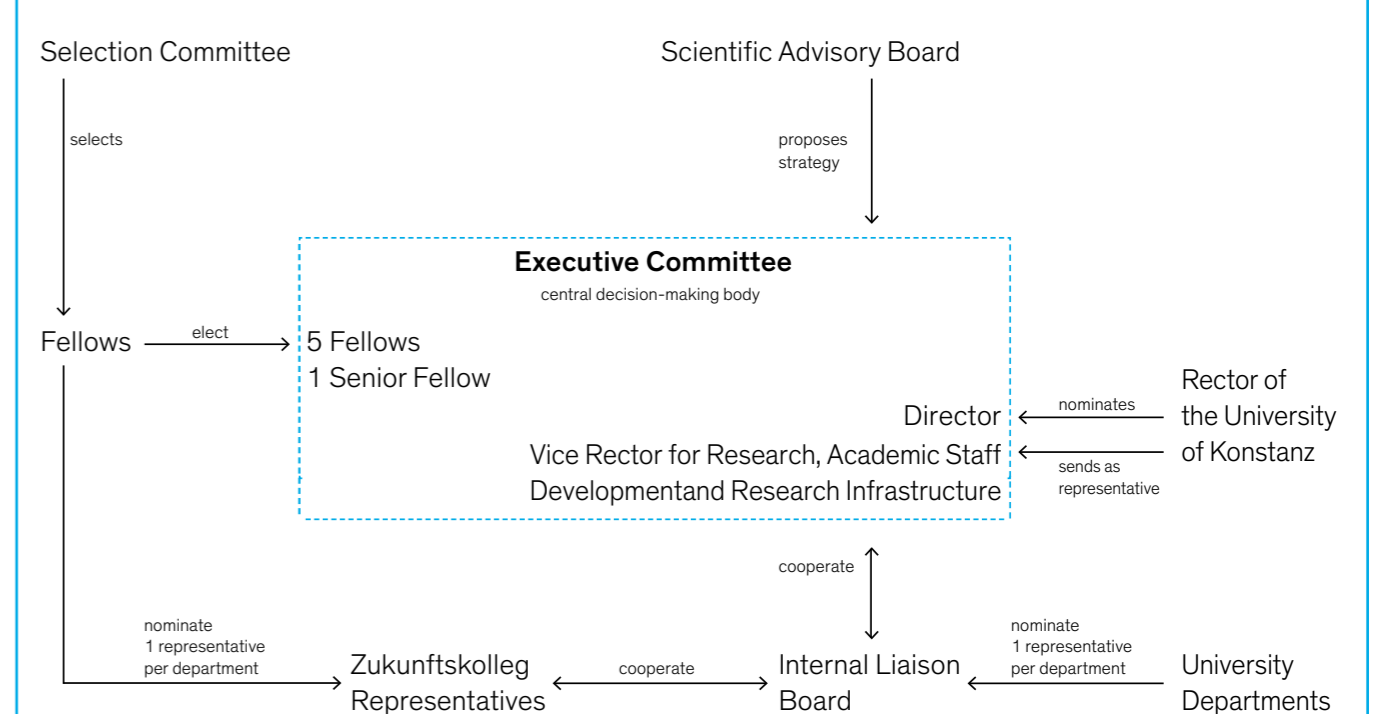 Selection Committee
Scientific Advisory Board
selects
proposes
strategy
Executive Committee
central decision-making body
Fellows
elect
5 Fellows
1 Senior Fellow
Director
Vice Rector for Research, Academic Staff
Developmentand Research Infrastructure
nominates
sends as
representative
Rector of
the University
of Konstanz
cooperate
nominate
1 representative
per department
Zukunftskolleg
Representatives
cooperate
Internal Liaison
Board
nominate
1 representative
per department
University
Departments